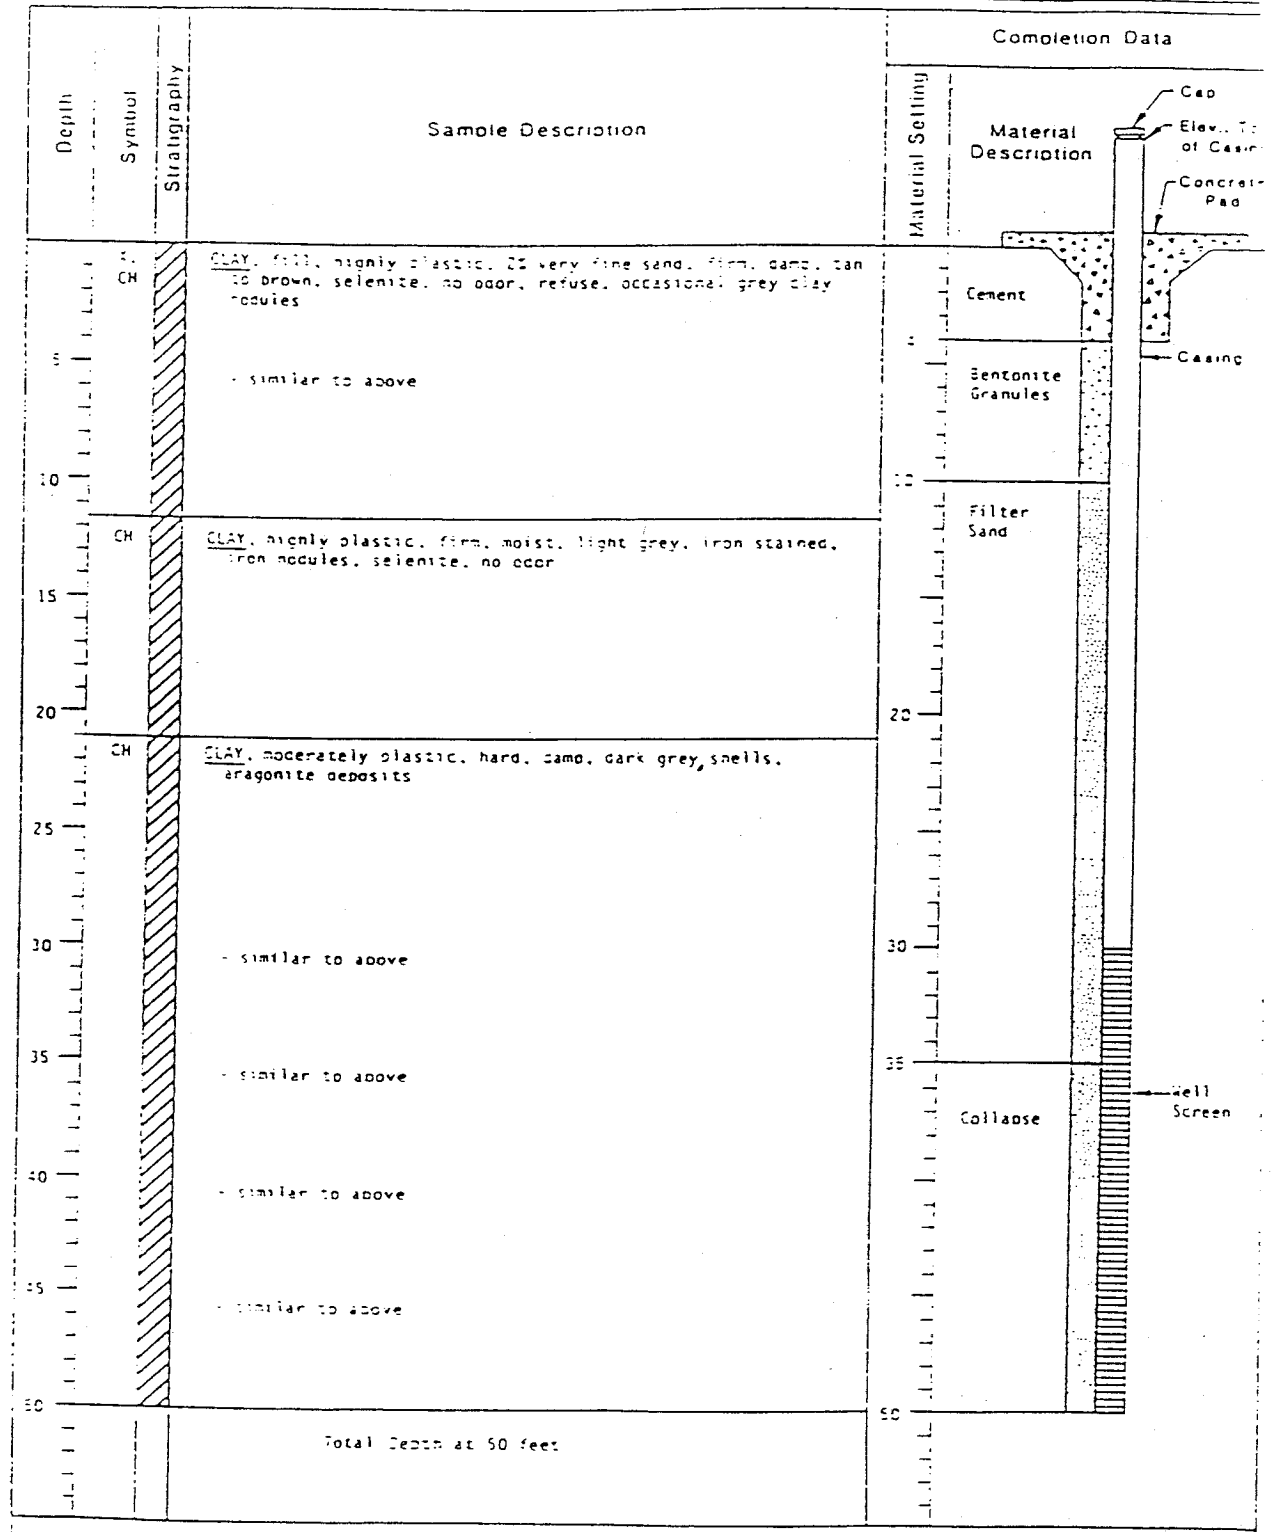 Completion Data
Depth
Symbol
Stratigraphy
Sample Description
Material Setting
Material
Description
Cap
Elev.,
of
Concret
Pad
CH
CLAY, fill, highly plastic, 2% very fine sand, firm, damp, tan
to brown, selenite, no odor, refuse, occasional grey clay
nodules
Cement
5
- similar to above
Casing
Bentonite
Granules
10
10
Filter
Sand
CH
CLAY, highly plastic, firm, moist, light grey, iron stained,
iron nodules, selenite, no odor
15
20
20
CH
CLAY, moderately plastic, hard, damp, dark grey, shells,
aragonite deposits
25
30
30
- similar to above
35
35
- similar to above
Well
Screen
Collapse
40
- similar to above
45
- similar to above
50
50
Total Depth at 50 feet